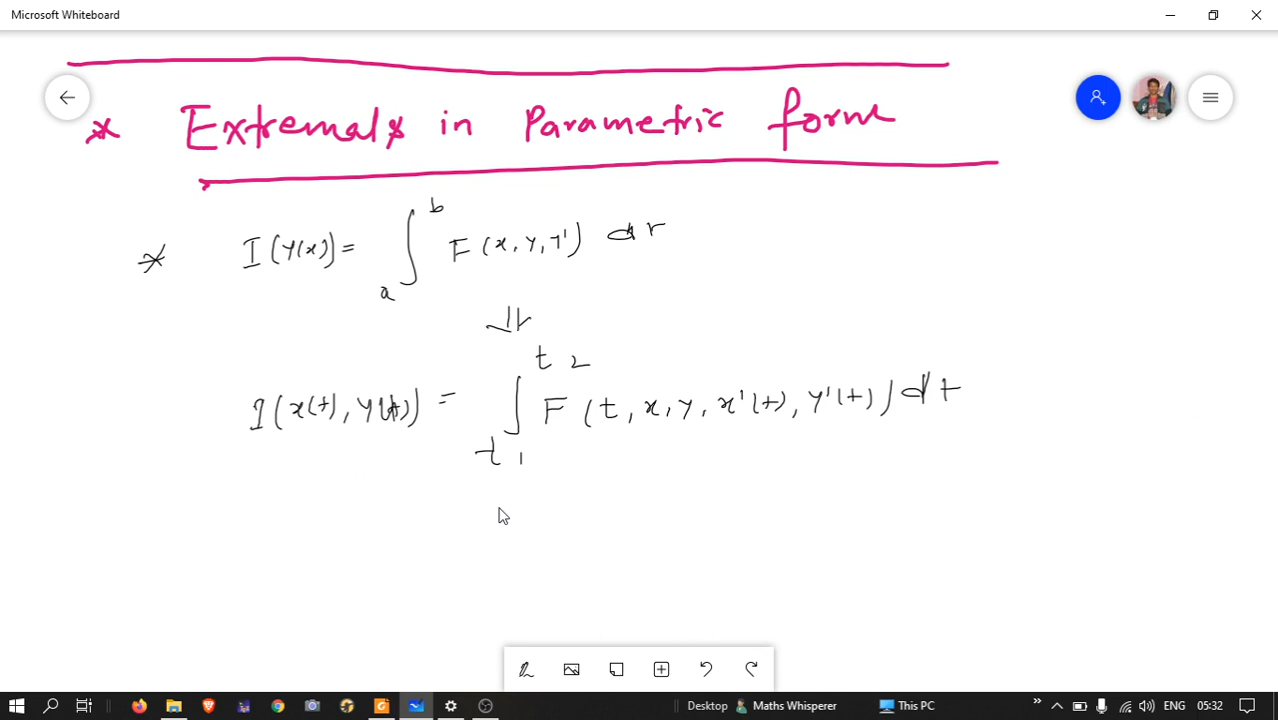 Microsoft Whiteboard
* Extremals in Parametric form
* I(y(x)) = ∫_a^b F(x, y, y') dx
I(x(t), y(t)) = ∫_{t1}^{t2} F(t, x, y, x'(t), y'(t)) dt
Desktop Maths Whisperer This PC » ENG 05:32